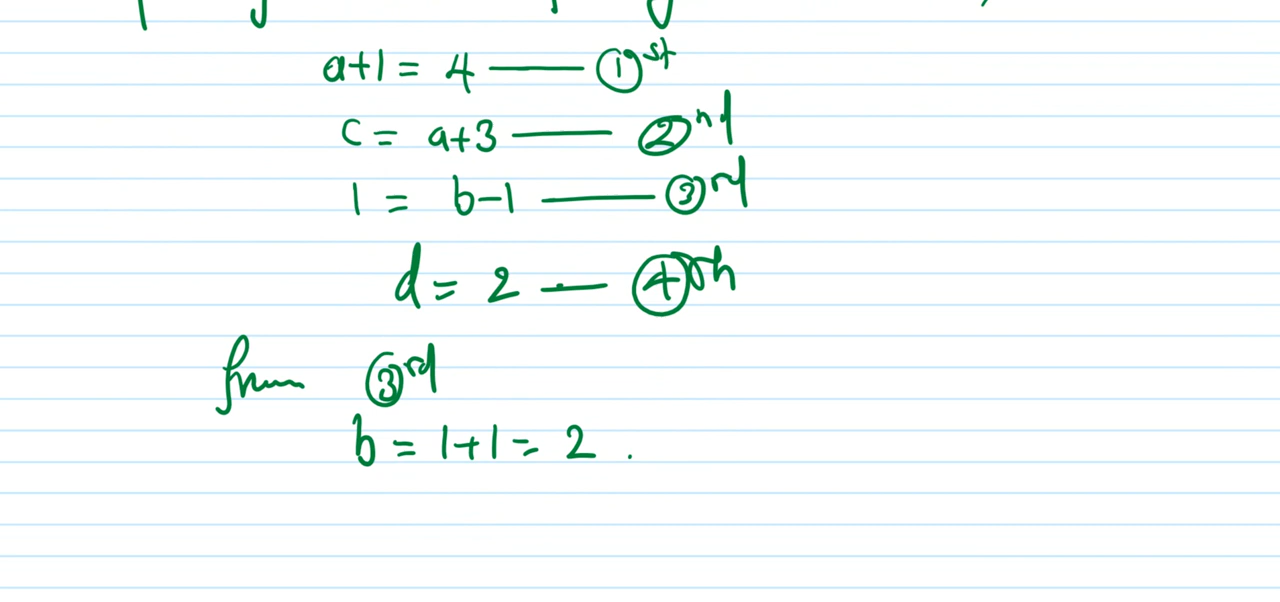 a+1 = 4 —— ①st
c = a+3 —— ②nd
1 = b-1 —— ③rd
d = 2 — ④th
from ③rd
b = 1+1 = 2 .